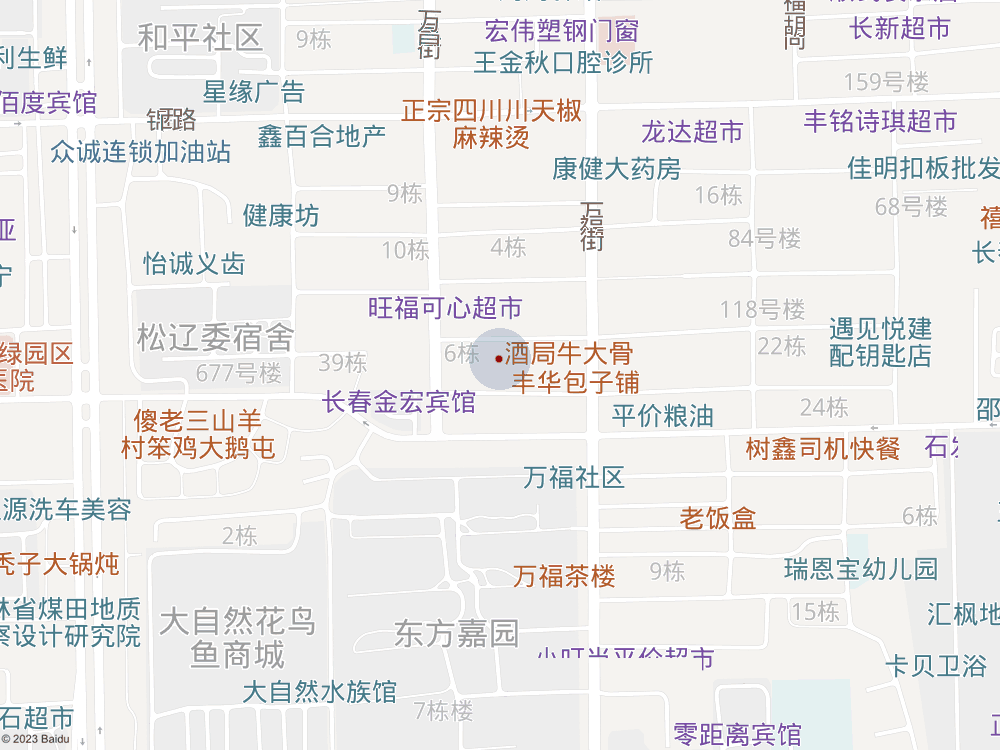 宏伟塑钢门窗
长新超市
和平社区
9栋
利生鲜
王金秋口腔诊所
159号楼
星缘广告
佰度宾馆
正宗四川川天椒
麻辣烫
丰铭诗琪超市
龙达超市
鑫百合地产
众诚连锁加油站
康健大药房
佳明扣板批发
9栋
16栋
68号楼
健康坊
万福街
禧
亚
84号楼
10栋
4栋
怡诚义齿
宁
旺福可心超市
118号楼
松辽委宿舍
遇见悦建
配钥匙店
22栋
绿园区
医院
6栋
酒局牛大骨
39栋
677号楼
丰华包子铺
长春金宏宾馆
24栋
平价粮油
邵
傻老三山羊
村笨鸡大鹅屯
树鑫司机快餐
万福社区
源洗车美容
老饭盒
6栋
2栋
秃子大锅炖
万福茶楼
9栋
瑞恩宝幼儿园
林省煤田地质
察设计研究院
15栋
汇枫地
大自然花鸟
鱼商城
东方嘉园
卡贝卫浴
大自然水族馆
7栋楼
石超市
零距离宾馆
© 2023 Baidu